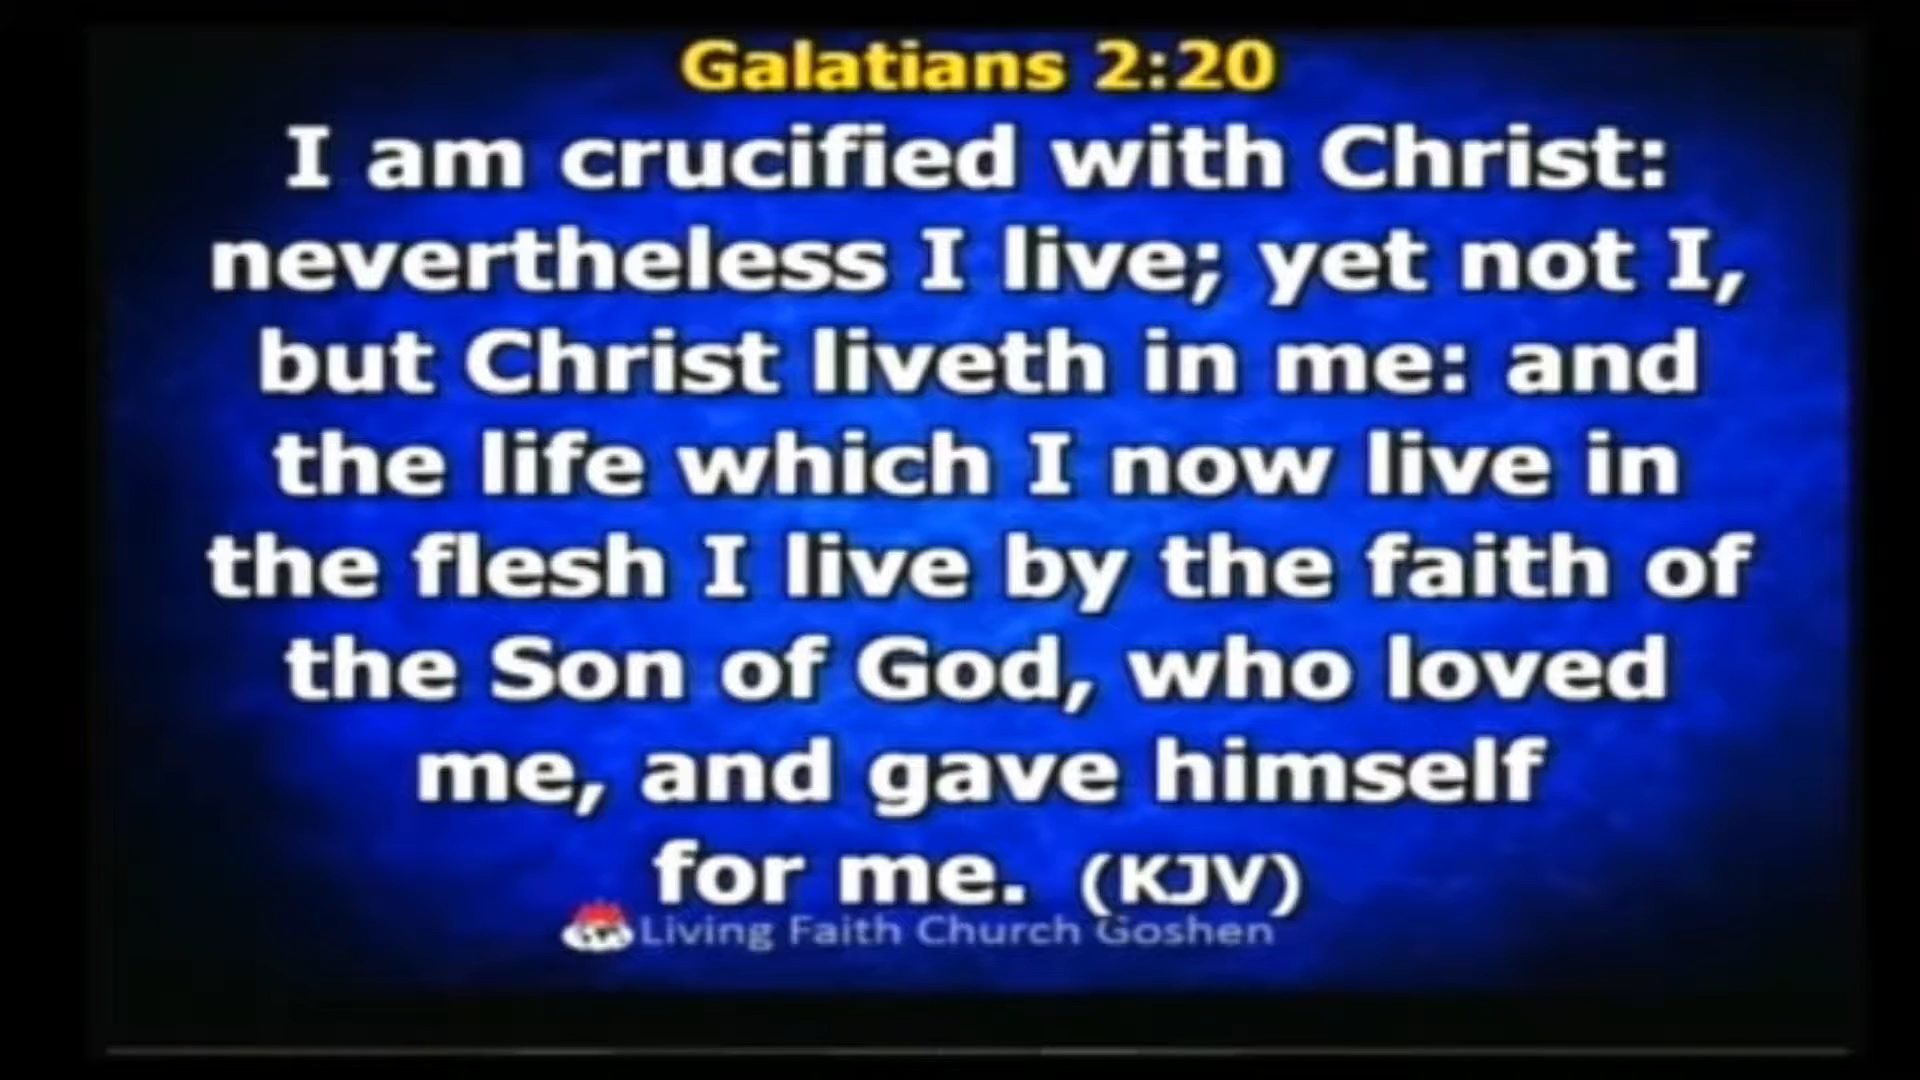 Galatians 2:20
I am crucified with Christ:
nevertheless I live; yet not I,
but Christ liveth in me: and
the life which I now live in
the flesh I live by the faith of
the Son of God, who loved
me, and gave himself
for me. (KJV)
Living Faith Church Goshen